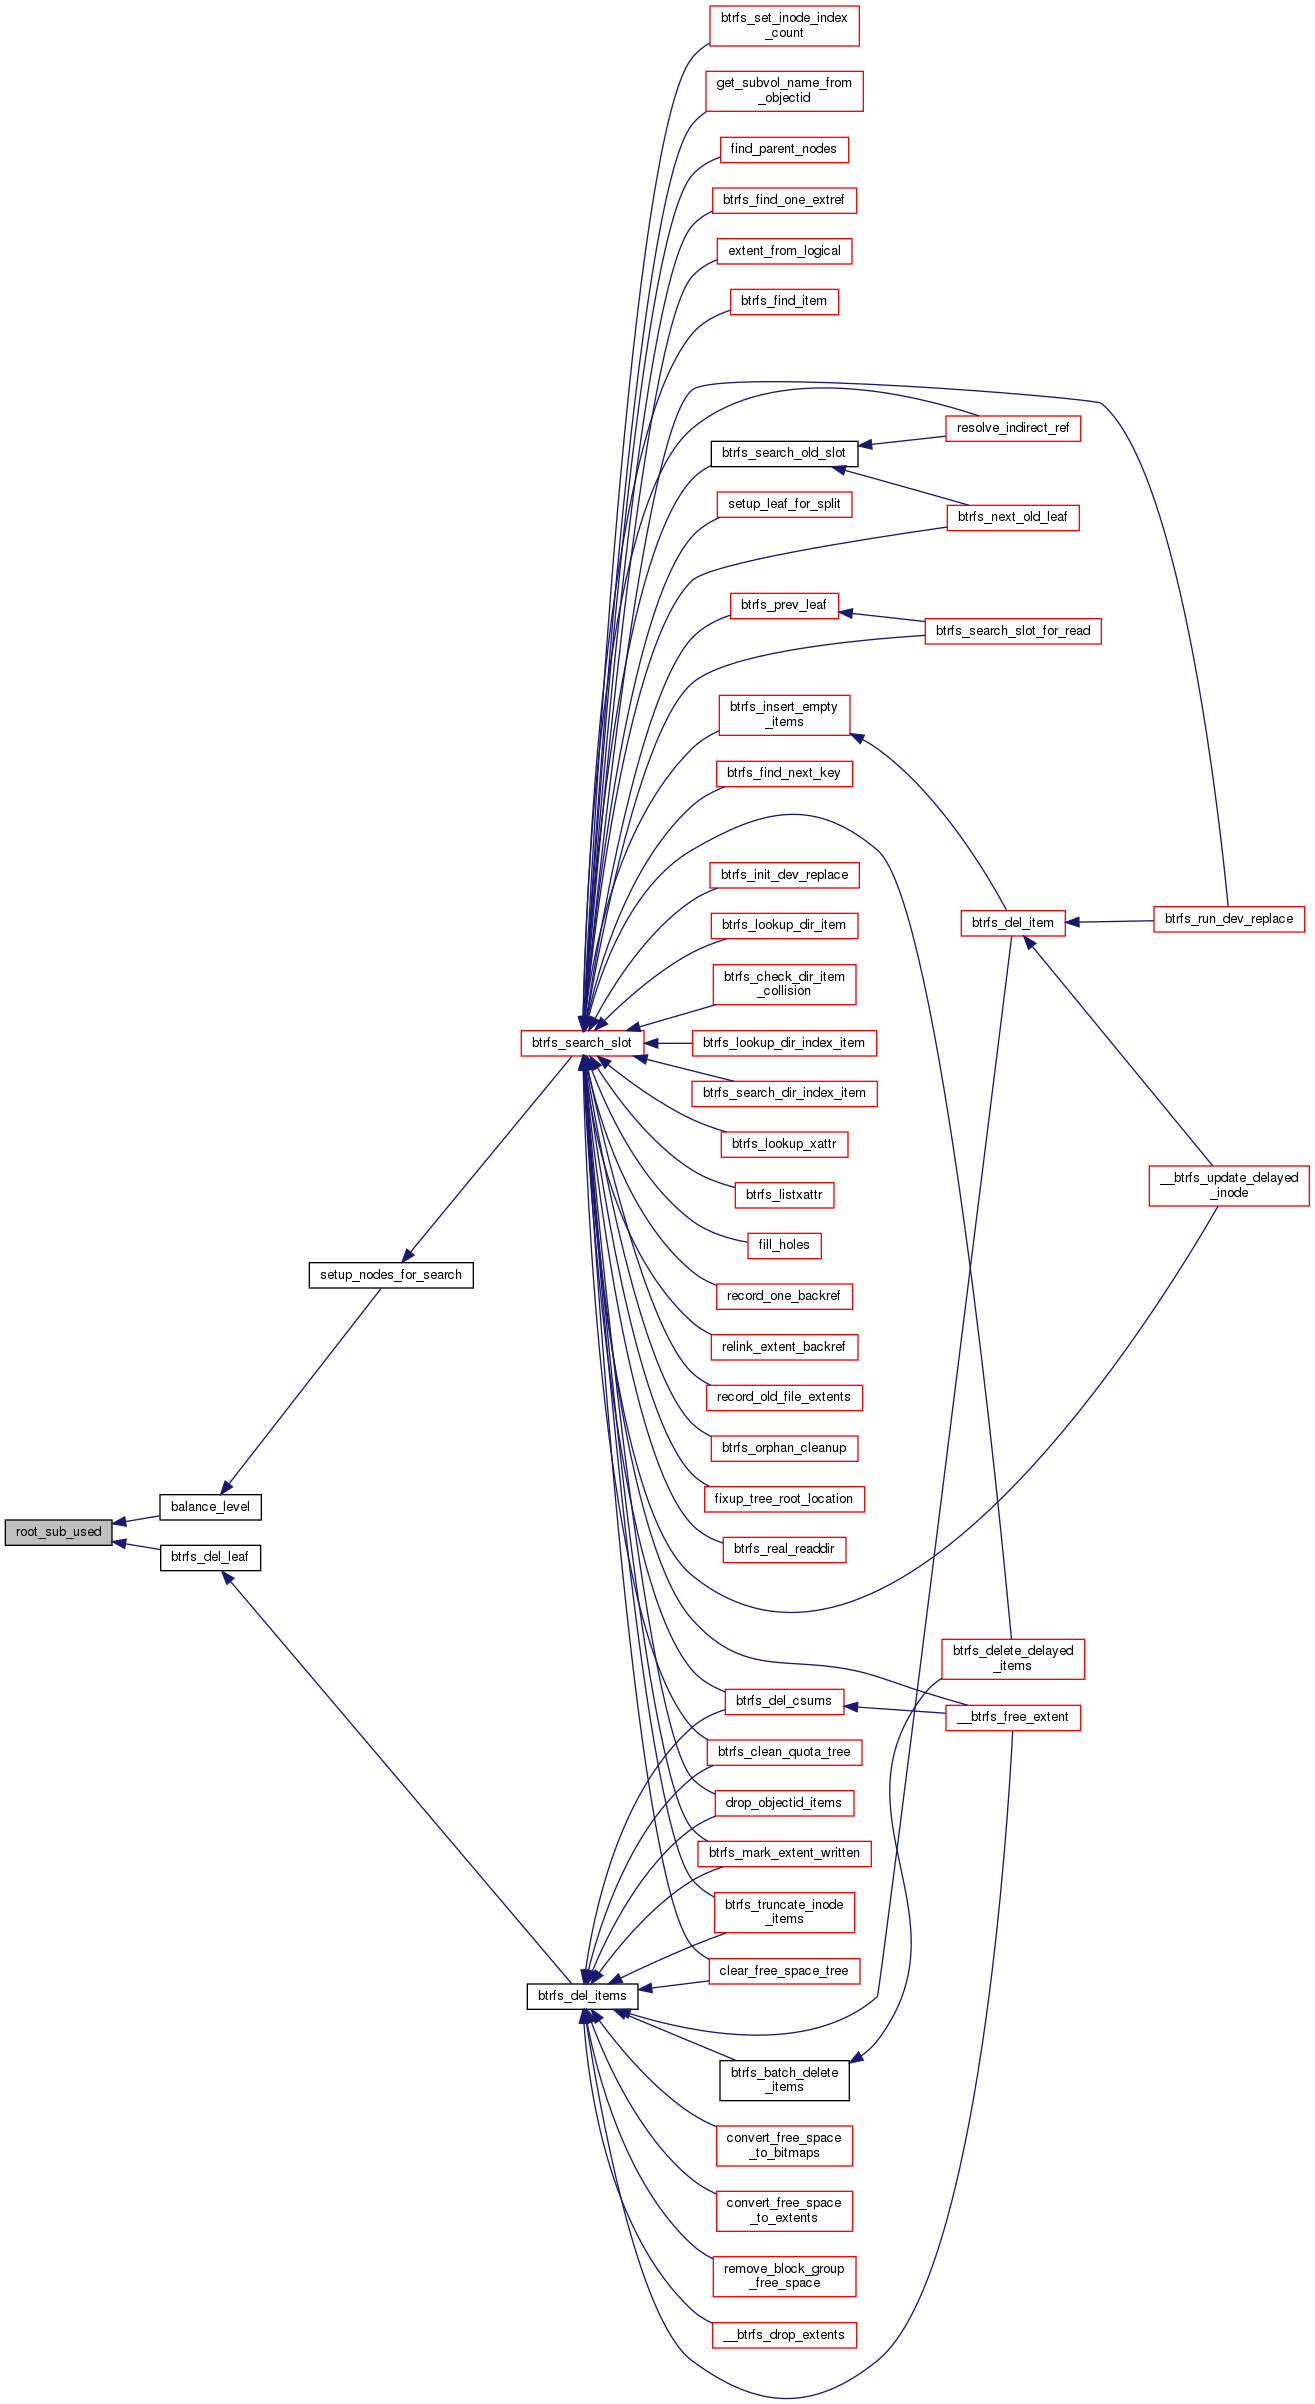 btrfs_set_inode_index
_count
get_subvol_name_from
_objectid
find_parent_nodes
btrfs_find_one_extref
extent_from_logical
btrfs_find_item
resolve_indirect_ref
btrfs_search_old_slot
setup_leaf_for_split
btrfs_next_old_leaf
btrfs_prev_leaf
btrfs_search_slot_for_read
btrfs_insert_empty
_items
btrfs_find_next_key
btrfs_init_dev_replace
btrfs_lookup_dir_item
btrfs_del_item
btrfs_run_dev_replace
btrfs_check_dir_item
_collision
btrfs_search_slot
btrfs_lookup_dir_index_item
btrfs_search_dir_index_item
btrfs_lookup_xattr
__btrfs_update_delayed
_inode
btrfs_listxattr
fill_holes
setup_nodes_for_search
record_one_backref
relink_extent_backref
record_old_file_extents
btrfs_orphan_cleanup
fixup_tree_root_location
balance_level
root_sub_used
btrfs_real_readdir
btrfs_del_leaf
btrfs_delete_delayed
_items
btrfs_del_csums
__btrfs_free_extent
btrfs_clean_quota_tree
drop_objectid_items
btrfs_mark_extent_written
btrfs_truncate_inode
_items
clear_free_space_tree
btrfs_del_items
btrfs_batch_delete
_items
convert_free_space
_to_bitmaps
convert_free_space
_to_extents
remove_block_group
_free_space
__btrfs_drop_extents